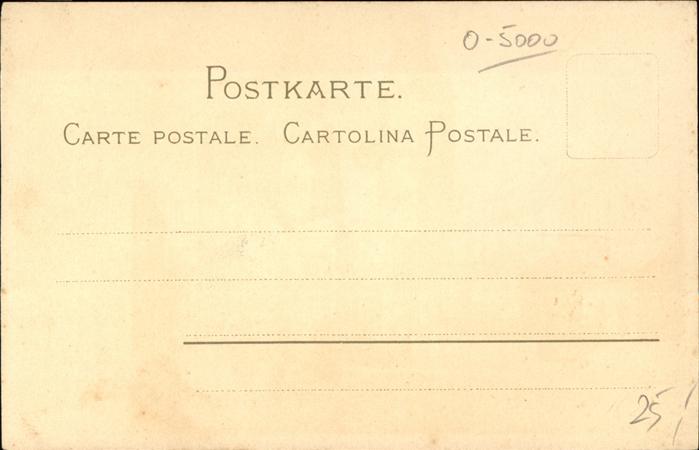 0-5000
POSTKARTE.
CARTE POSTALE. CARTOLINA POSTALE.
25,